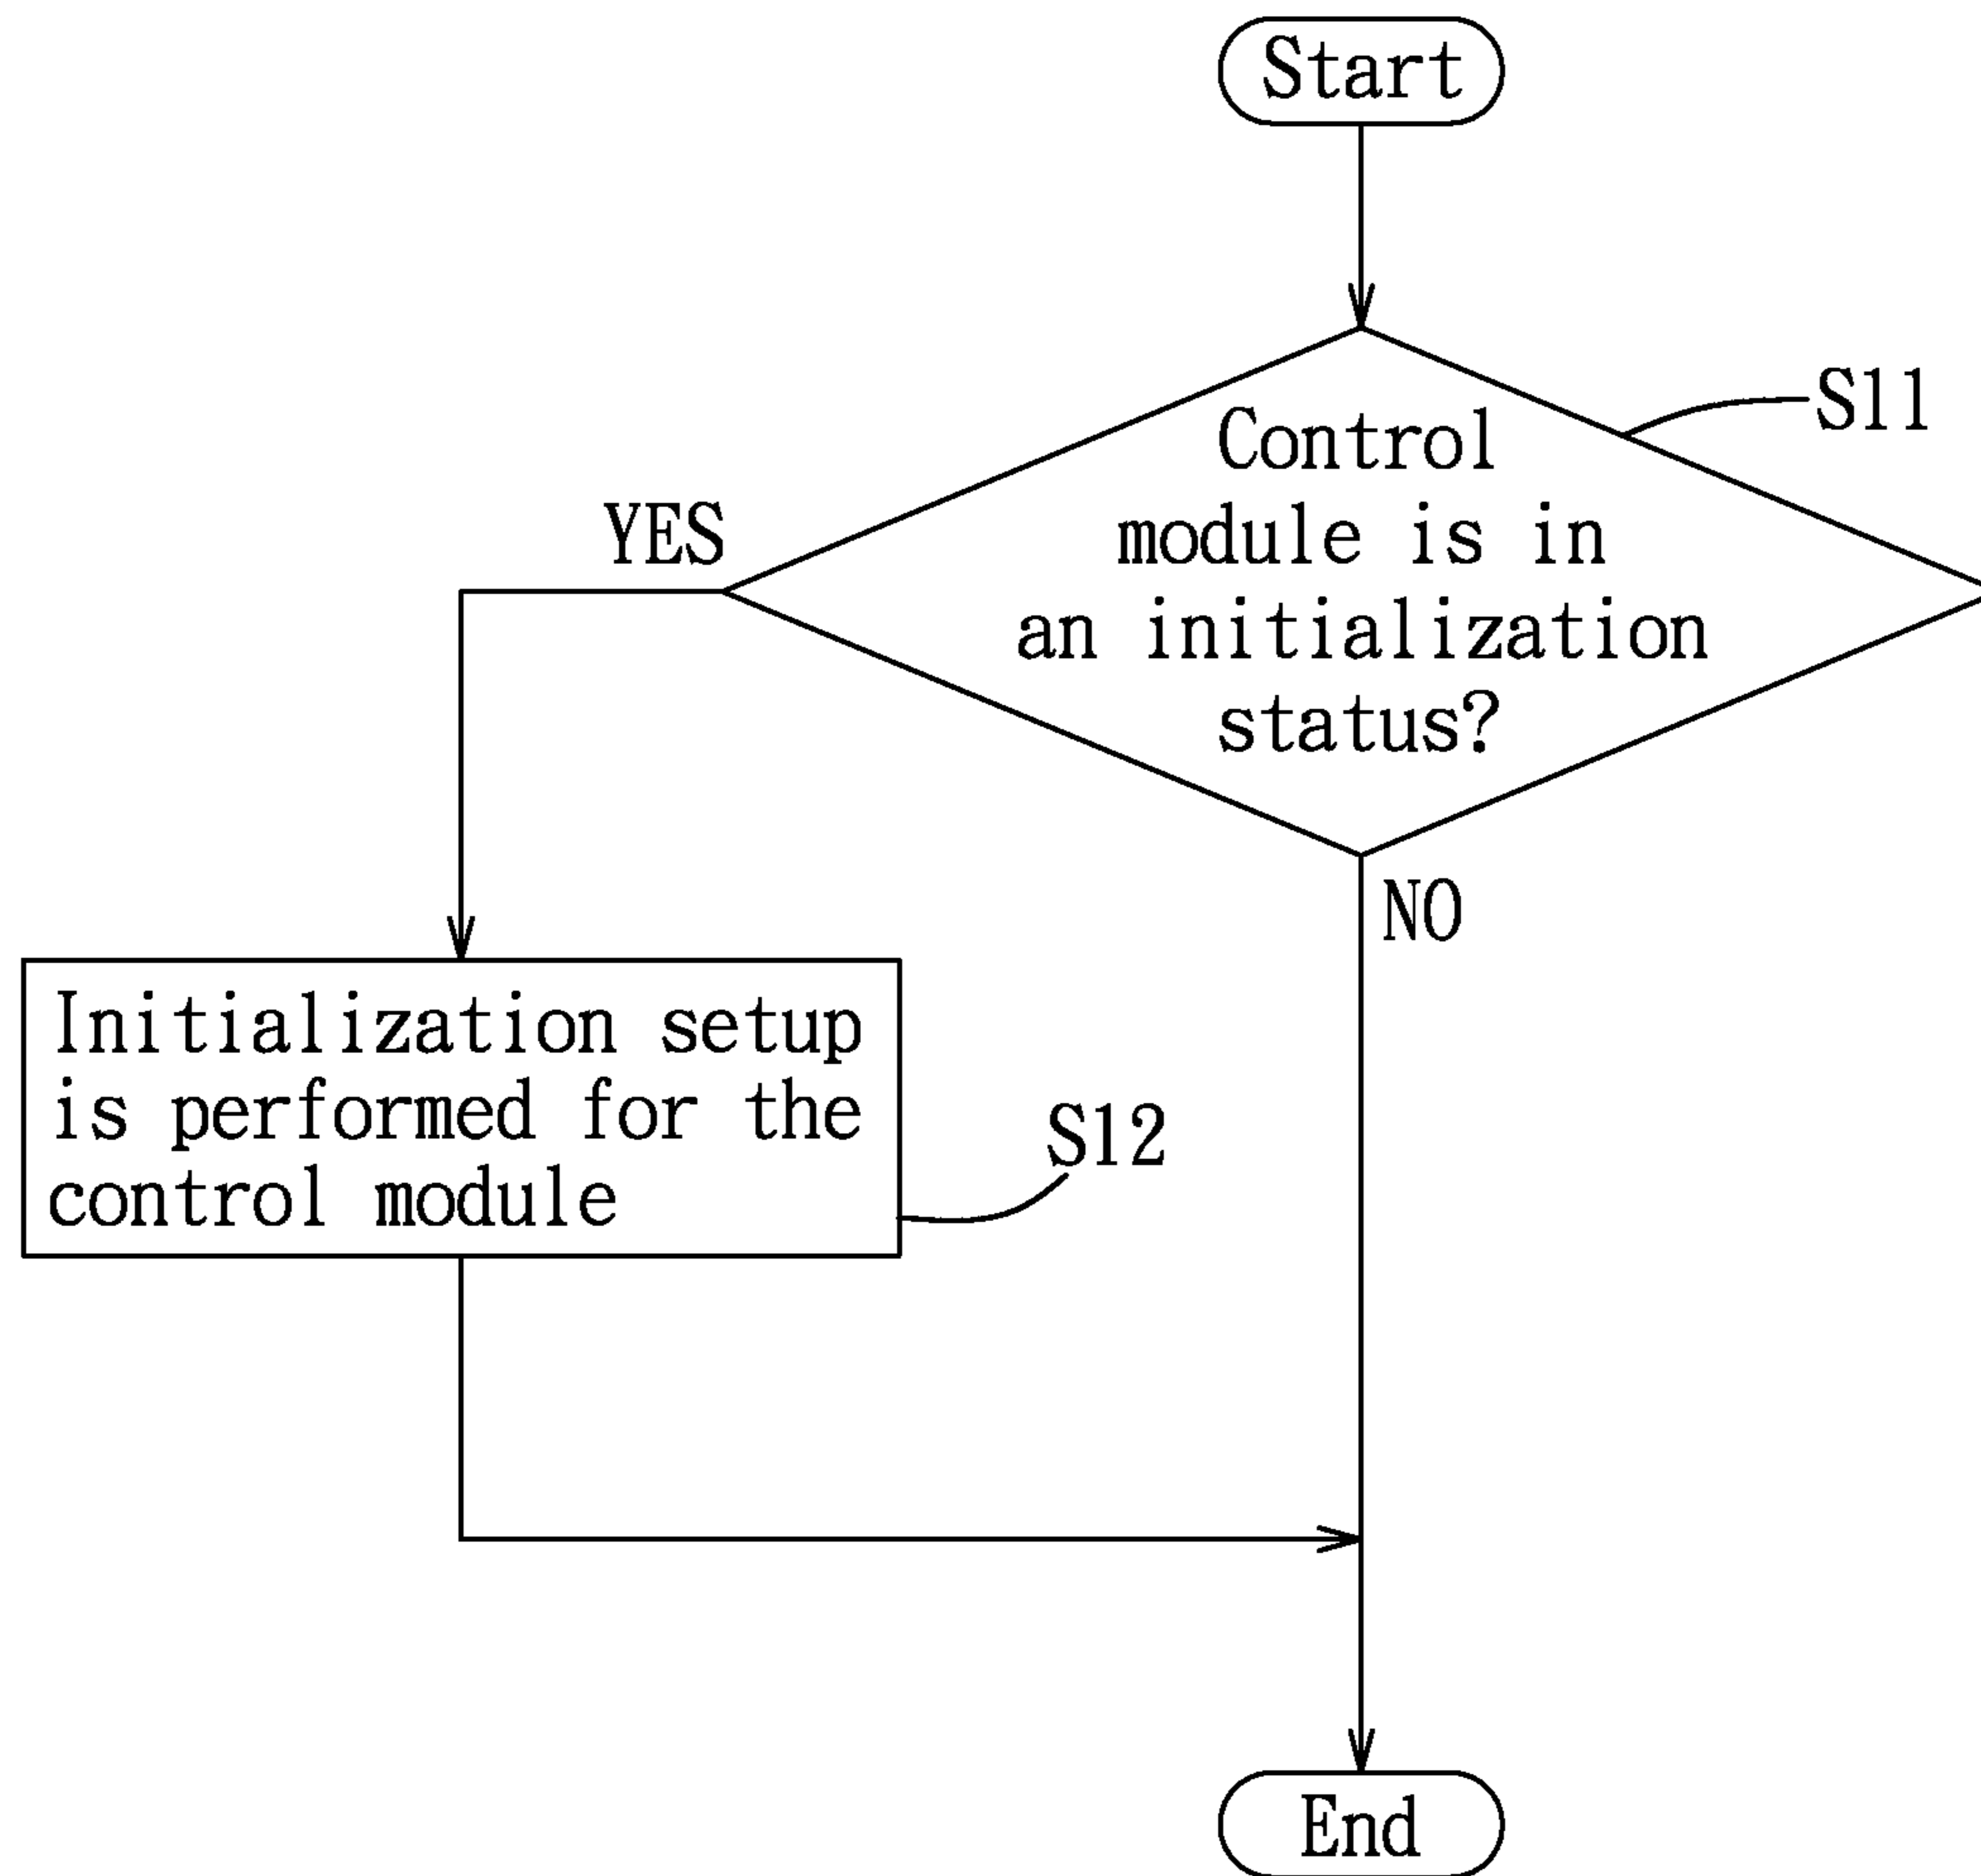 Start
S11
Control
module is in
an initialization
status?
YES
NO
Initialization setup
is performed for the
control module
S12
End